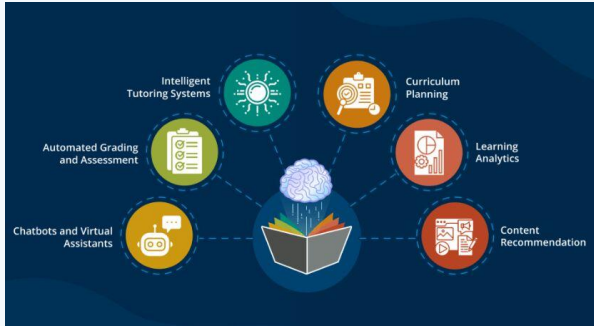 Intelligent
Tutoring Systems
Curriculum
Planning
Automated Grading
and Assessment
Learning
Analytics
Chatbots and Virtual
Assistants
Content
Recommendation